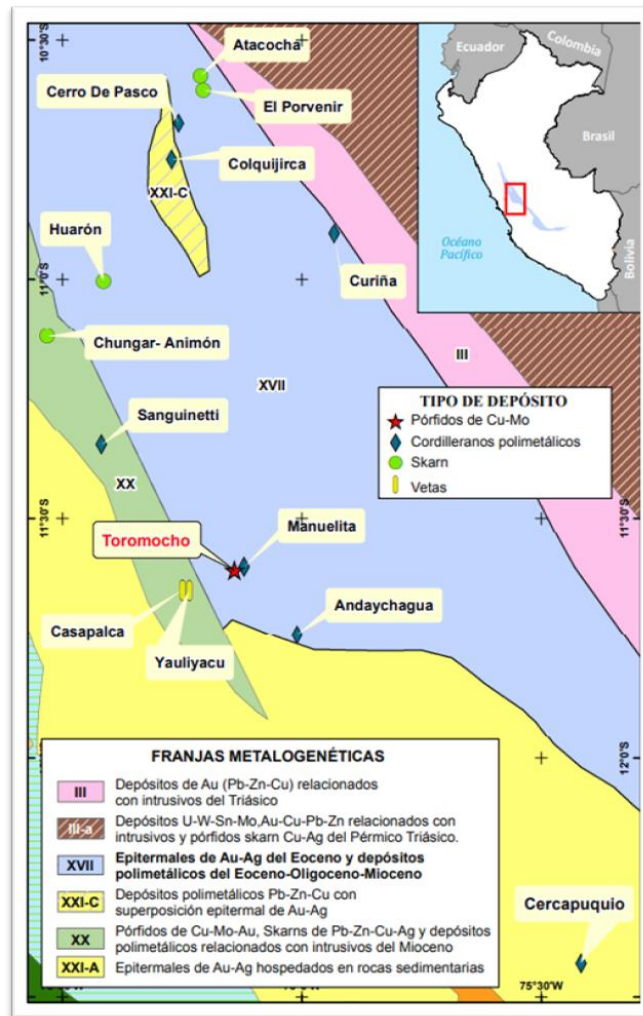 10°30'S
Atacocha
Ecuador
Colombia
Cerro De Pasco
El Porvenir
Brasil
Colquijirca
XXI-C
Huarón
Océano
Pacífico
Bolivia
11°0'S
Curiña
Chungar- Animón
III
XVII
TIPO DE DEPÓSITO
Pórfidos de Cu-Mo
Cordilleranos polimetálicos
Skarn
Vetas
Sanguinetti
XX
11°30'S
11°30'S
Toromocho
Manuelita
Casapalca
Andaychagua
Yauliyacu
FRANJAS METALOGENÉTICAS
III Depósitos de Au (Pb-Zn-Cu) relacionados
con intrusivos del Triásico
III-a Depósitos U-W-Sn-Mo,Au-Cu-Pb-Zn relacionados con
intrusivos y pórfidos skarn Cu-Ag del Pérmico Triásico.
XVII Epitermales de Au-Ag del Eoceno y depósitos
polimetálicos del Eoceno-Oligoceno-Mioceno
XXI-C Depósitos polimetálicos Pb-Zn-Cu con
superposición epitermal de Au-Ag
XX Pórfidos de Cu-Mo-Au, Skarns de Pb-Zn-Cu-Ag y depósitos
polimetálicos relacionados con intrusivos del Mioceno
XXI-A Epitermales de Au-Ag hospedados en rocas sedimentarias
12°0'S
Cercapuquio
75°30'W